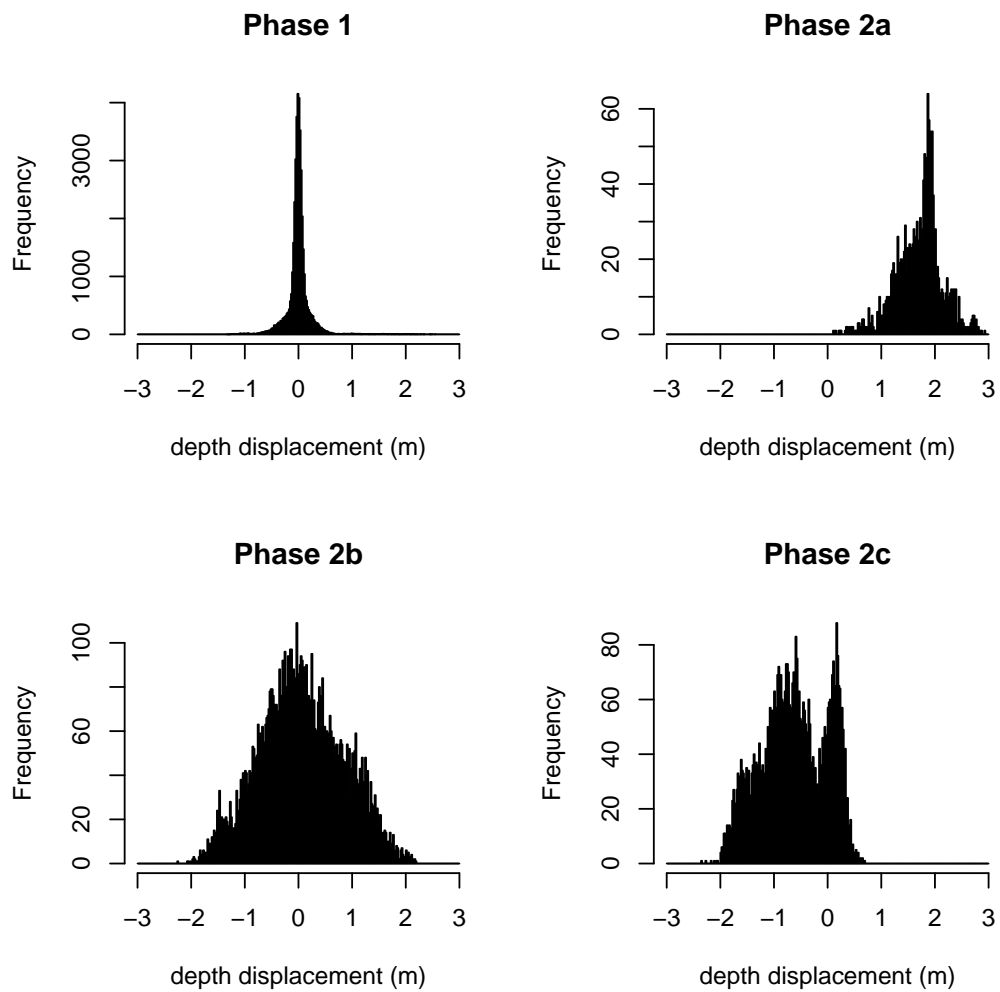 Phase 1
Frequency
0
1000
3000
−3 −2 −1 0 1 2 3
depth displacement (m)
Phase 2a
Frequency
0
20
40
60
−3 −2 −1 0 1 2 3
depth displacement (m)
Phase 2b
Frequency
0
20
60
100
−3 −2 −1 0 1 2 3
depth displacement (m)
Phase 2c
Frequency
0
20
40
60
80
−3 −2 −1 0 1 2 3
depth displacement (m)